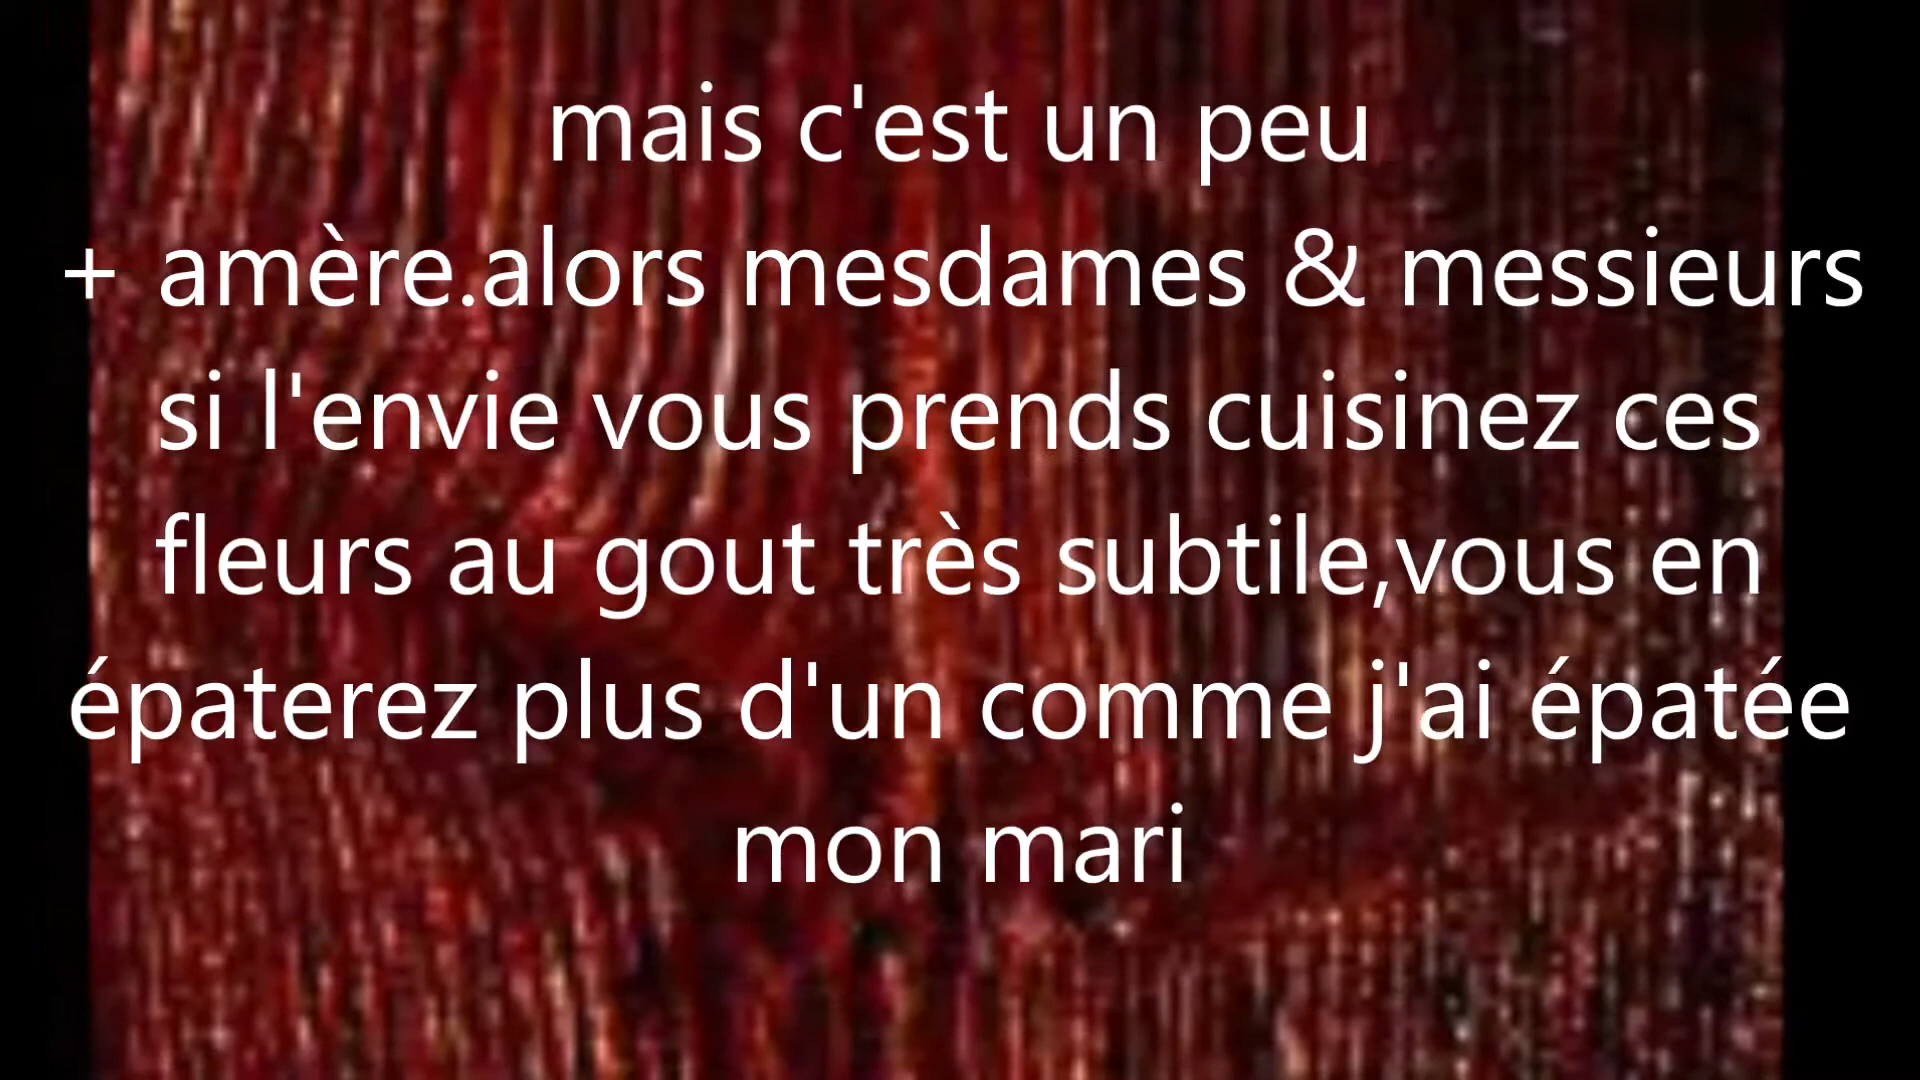 mais c'est un peu
+ amère.alors mesdames & messieurs
si l'envie vous prends cuisinez ces
fleurs au gout très subtile,vous en
épaterez plus d'un comme j'ai épatée
mon mari